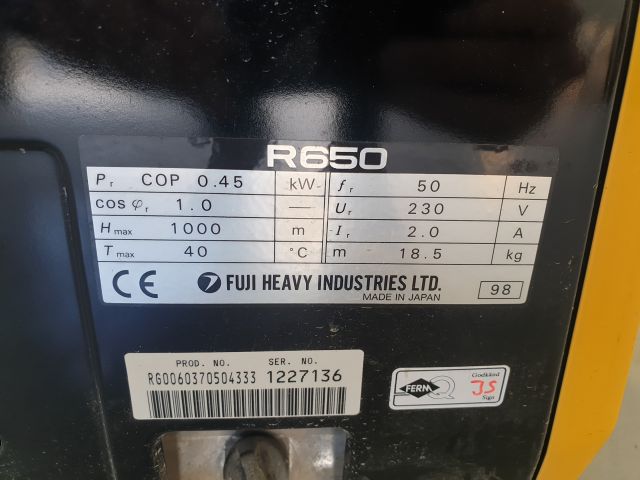 R650
Pr COP 0.45 kW fr 50 Hz
cos φr 1.0 — Ur 230 V
Hmax 1000 m Ir 2.0 A
Tmax 40 °C m 18.5 kg
CE FUJI HEAVY INDUSTRIES LTD.
MADE IN JAPAN 98
PROD. NO. SER. NO.
RG0060370504333 1227136
FERM Q
Godkänd
JS
Sign